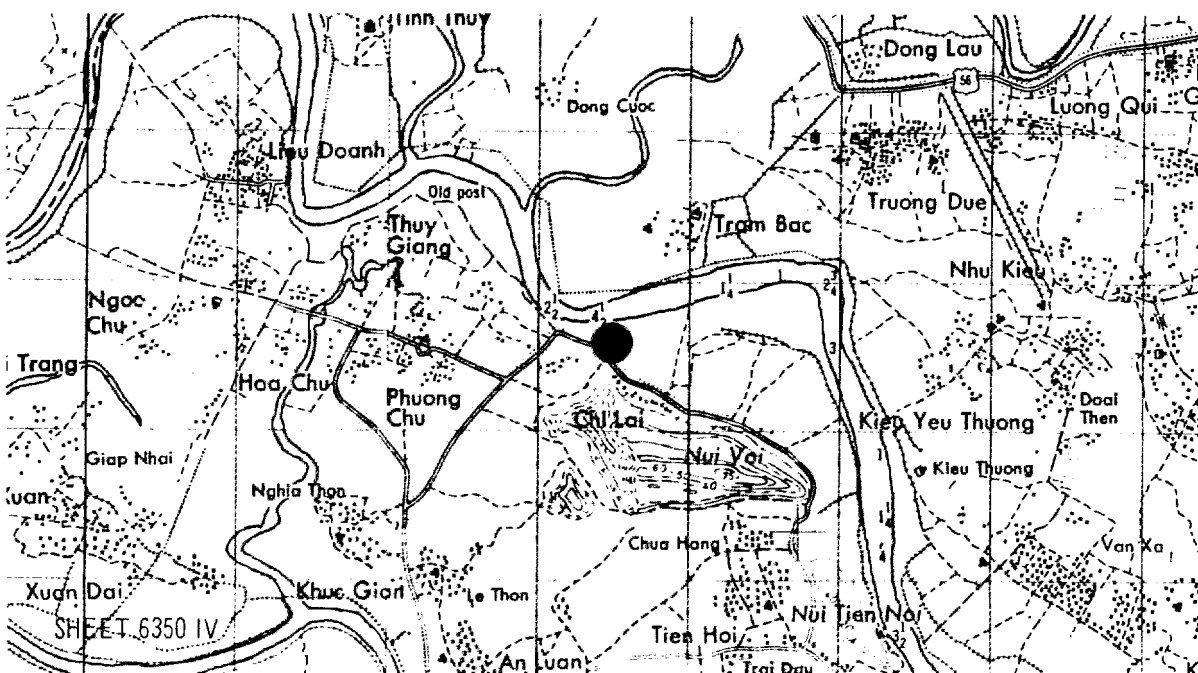 Tinh Thuy
Dong Lau
56
Dong Cuoc
Luong Qui
Lieu Doanh
Old post
Truong Due
Thuy
Giang
Tram Bac
Nhu Kieu
Ngoc
Chu
i Trang
Hoa Chu
Phuong
Chu
Doai
Then
Chi Lai
Kieu Yeu Thuong
Nui Voi
Giap Nhai
Kieu Thuong
Xuan
Nghia Thon
Chua Hang
Van Xa
Xuan Dai
Khuc Gian
Le Thon
Nui Tien Noi
SHEET 6350 IV
Tien Hoi
An Luan
Trai Day